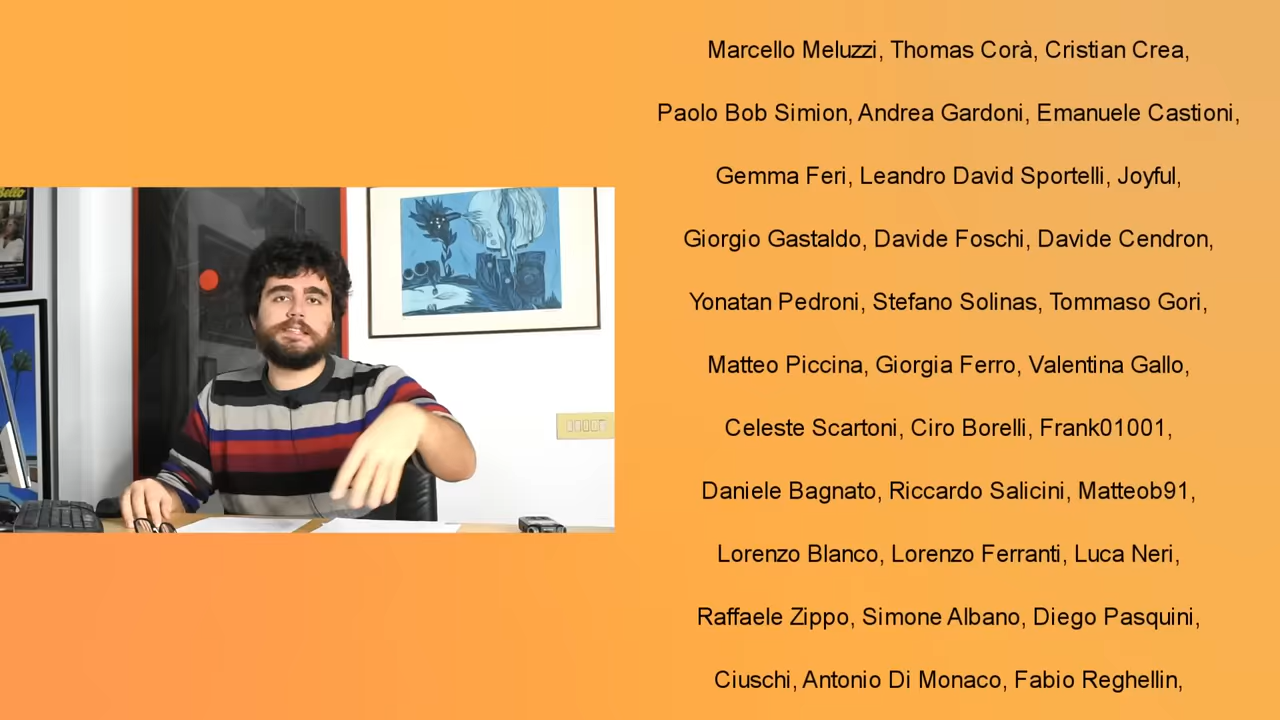 Bello
Marcello Meluzzi, Thomas Corà, Cristian Crea,
Paolo Bob Simion, Andrea Gardoni, Emanuele Castioni,
Gemma Feri, Leandro David Sportelli, Joyful,
Giorgio Gastaldo, Davide Foschi, Davide Cendron,
Yonatan Pedroni, Stefano Solinas, Tommaso Gori,
Matteo Piccina, Giorgia Ferro, Valentina Gallo,
Celeste Scartoni, Ciro Borelli, Frank01001,
Daniele Bagnato, Riccardo Salicini, Matteob91,
Lorenzo Blanco, Lorenzo Ferranti, Luca Neri,
Raffaele Zippo, Simone Albano, Diego Pasquini,
Ciuschi, Antonio Di Monaco, Fabio Reghellin,